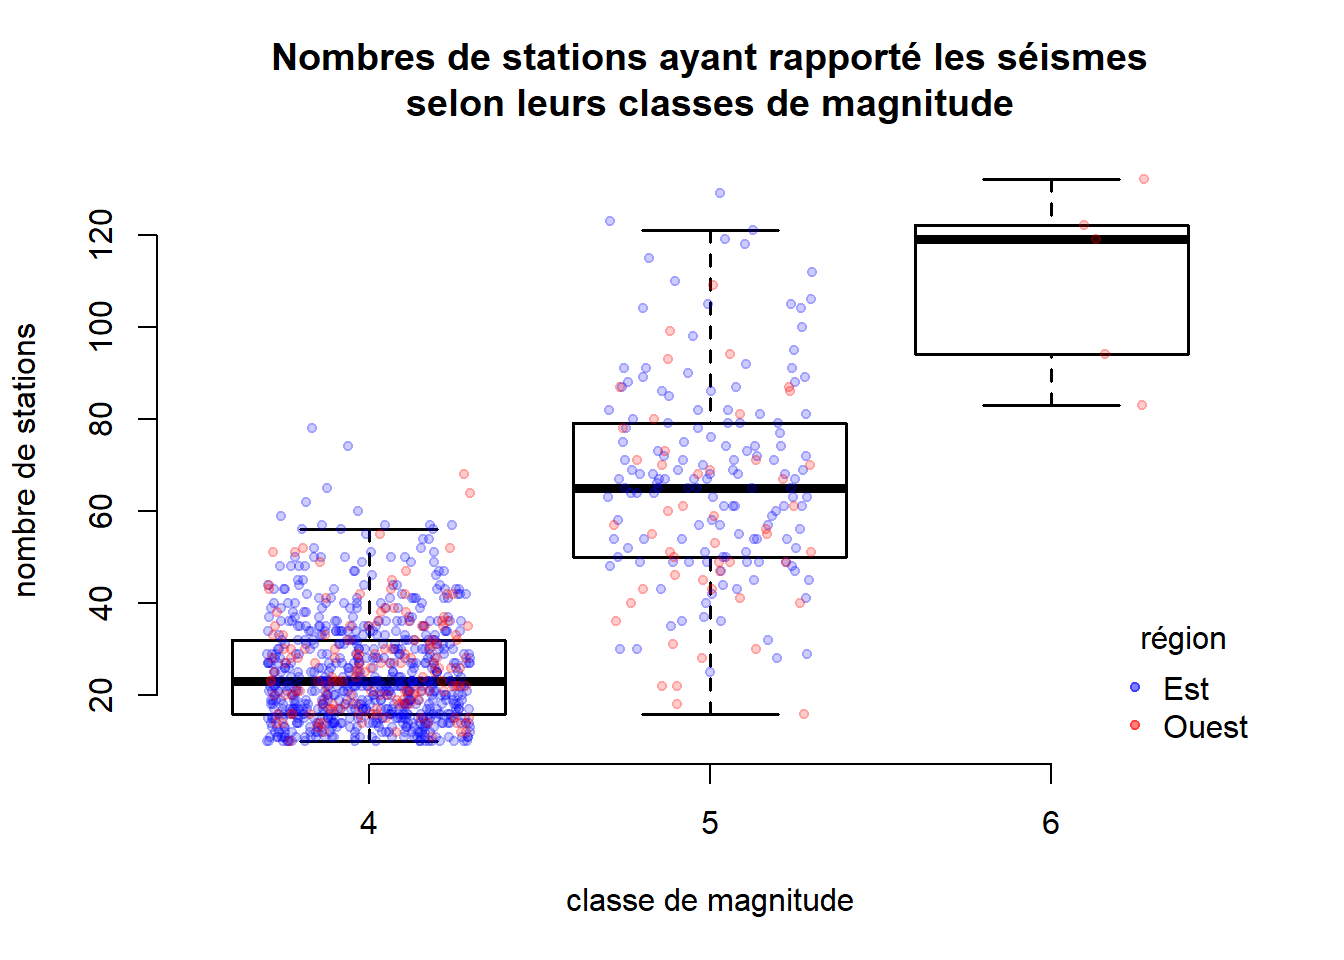 Nombres de stations ayant rapporté les séismes
selon leurs classes de magnitude
nombre de stations
120
100
80
60
40
20
4
5
6
classe de magnitude
région
Est
Ouest